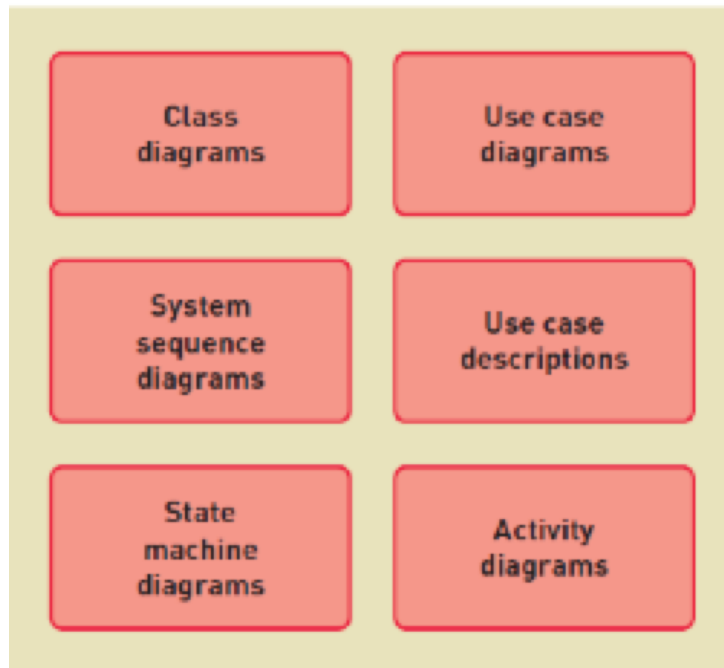 Class
diagrams
Use case
diagrams
System
sequence
diagrams
Use case
descriptions
State
machine
diagrams
Activity
diagrams